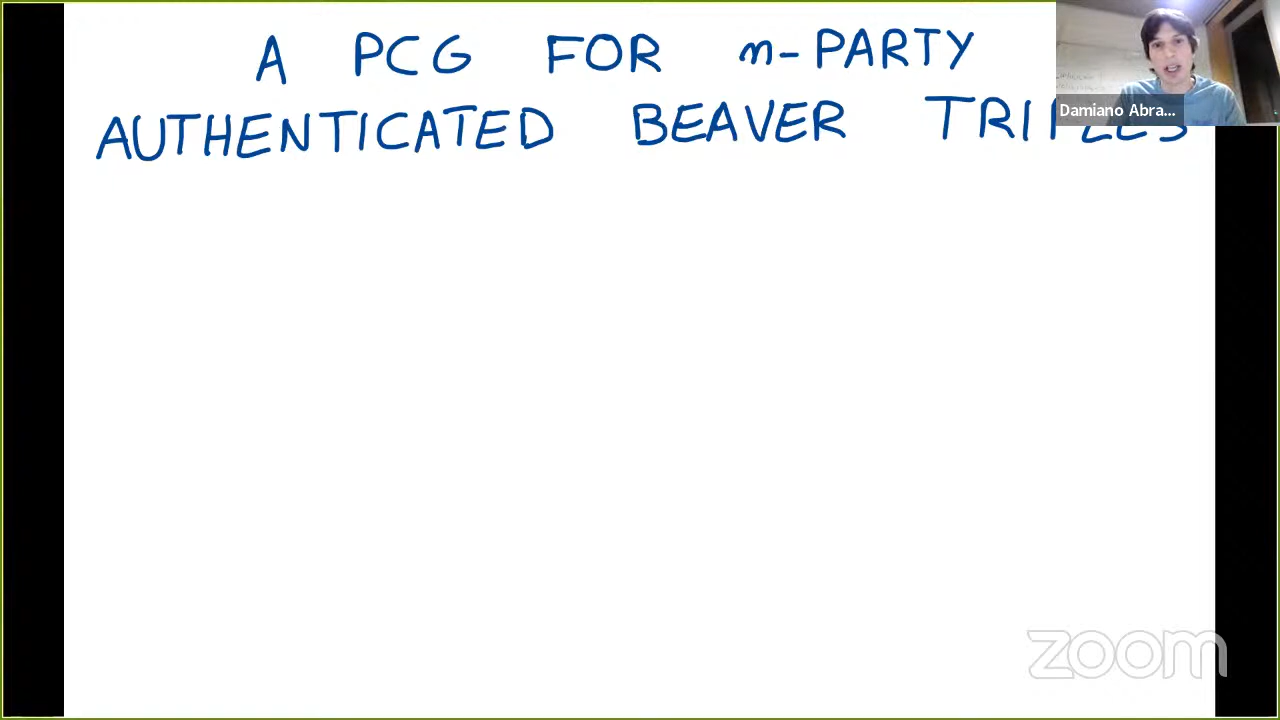 A PCG FOR n-PARTY
AUTHENTICATED BEAVER
Damiano Abra...
zoom